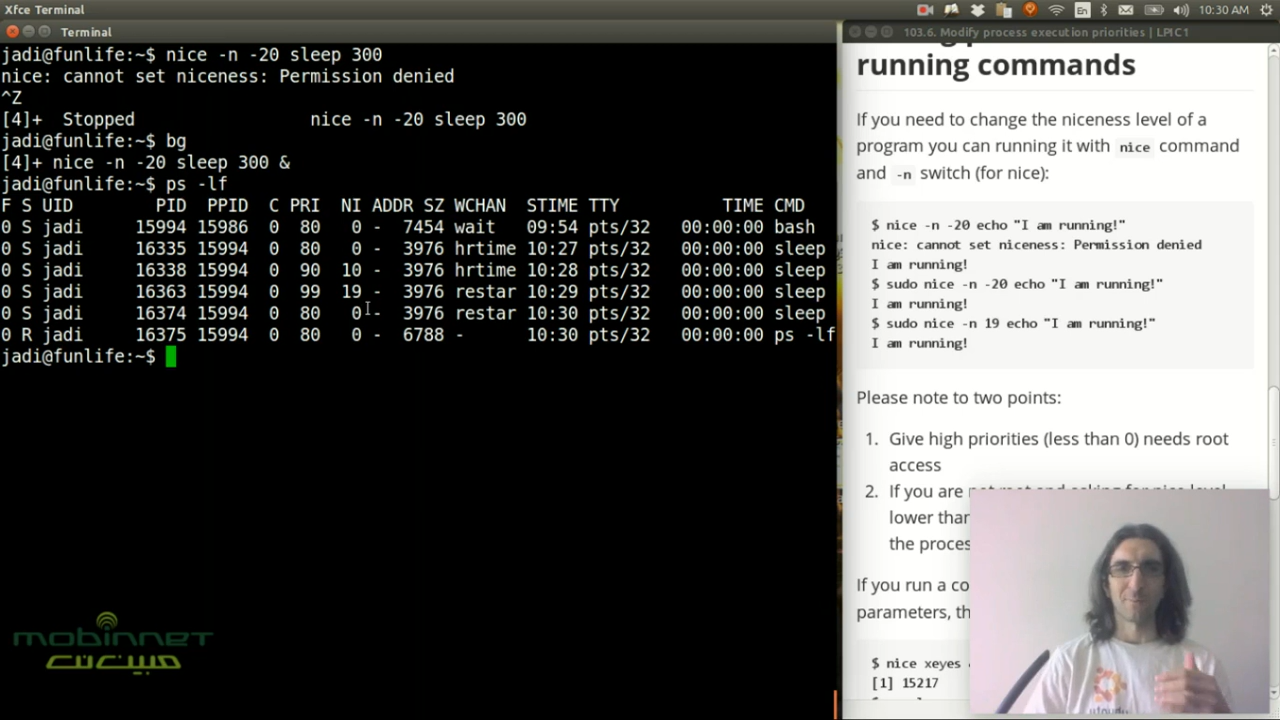 Xfce Terminal
En
10:30 AM
Terminal
jadi@funlife:~$ nice -n -20 sleep 300
nice: cannot set niceness: Permission denied
^Z
[4]+  Stopped                 nice -n -20 sleep 300
jadi@funlife:~$ bg
[4]+ nice -n -20 sleep 300 &
jadi@funlife:~$ ps -lf
F S UID        PID  PPID  C PRI  NI ADDR SZ WCHAN  STIME TTY          TIME CMD
0 S jadi     15994 15986  0  80   0 -  7454 wait   09:54 pts/32   00:00:00 bash
0 S jadi     16335 15994  0  80   0 -  3976 hrtime 10:27 pts/32   00:00:00 sleep
0 S jadi     16338 15994  0  90  10 -  3976 hrtime 10:28 pts/32   00:00:00 sleep
0 S jadi     16363 15994  0  99  19 -  3976 restar 10:29 pts/32   00:00:00 sleep
0 S jadi     16374 15994  0  80   0 -  3976 restar 10:30 pts/32   00:00:00 sleep
0 R jadi     16375 15994  0  80   0 -  6788 -      10:30 pts/32   00:00:00 ps -lf
jadi@funlife:~$
mobinnet
مبین نت
103.6. Modify process execution priorities | LPIC1
running commands
If you need to change the niceness level of a
program you can running it with nice command
and -n switch (for nice):
$ nice -n -20 echo "I am running!"
nice: cannot set niceness: Permission denied
I am running!
$ sudo nice -n -20 echo "I am running!"
I am running!
$ sudo nice -n 19 echo "I am running!"
I am running!
Please note to two points:
1. Give high priorities (less than 0) needs root
access
2. If you are not root and asking for nice level
lower than
the proces
If you run a co
parameters, th
$ nice xeyes
[1] 15217